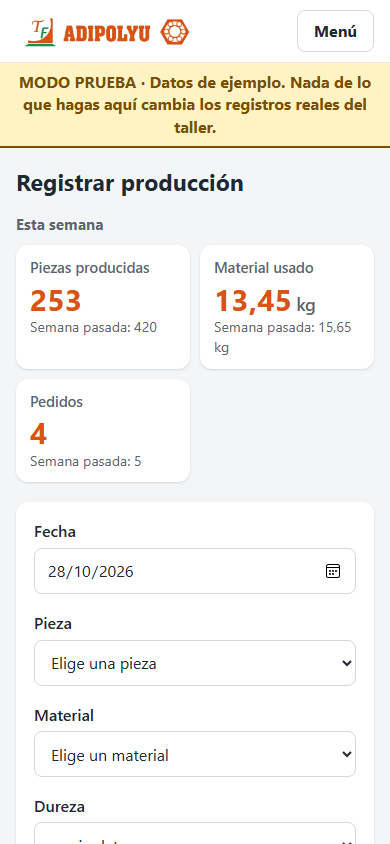 TF ADIPOLYU
Menú
MODO PRUEBA · Datos de ejemplo. Nada de lo
que hagas aquí cambia los registros reales del
taller.
Registrar producción
Esta semana
Piezas producidas
253
Semana pasada: 420
Material usado
13,45 kg
Semana pasada: 15,65
kg
Pedidos
4
Semana pasada: 5
Fecha
28/10/2026
Pieza
Elige una pieza
Material
Elige un material
Dureza